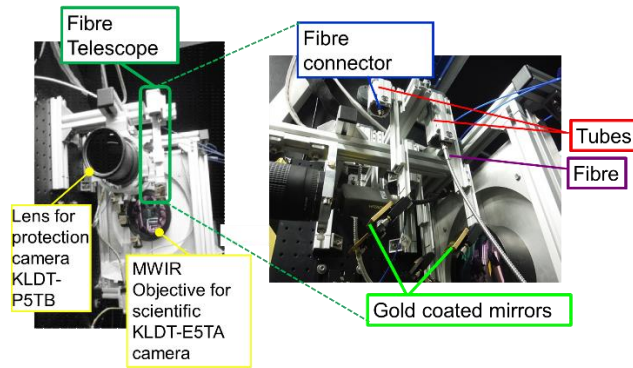 Fibre
Telescope
Fibre
connector
Tubes
Fibre
Lens for
protection
camera
KLDT-
P5TB
MWIR
Objective for
scientific
KLDT-E5TA
camera
Gold coated mirrors